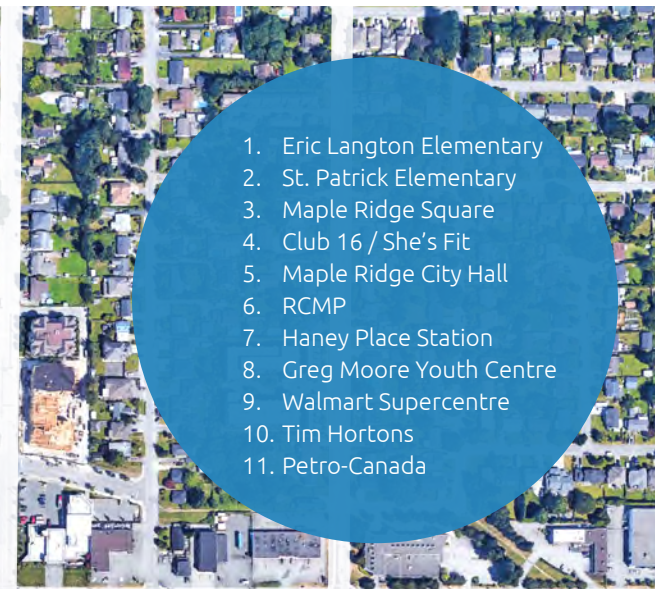 1. Eric Langton Elementary
2. St. Patrick Elementary
3. Maple Ridge Square
4. Club 16 / She's Fit
5. Maple Ridge City Hall
6. RCMP
7. Haney Place Station
8. Greg Moore Youth Centre
9. Walmart Supercentre
10. Tim Hortons
11. Petro-Canada